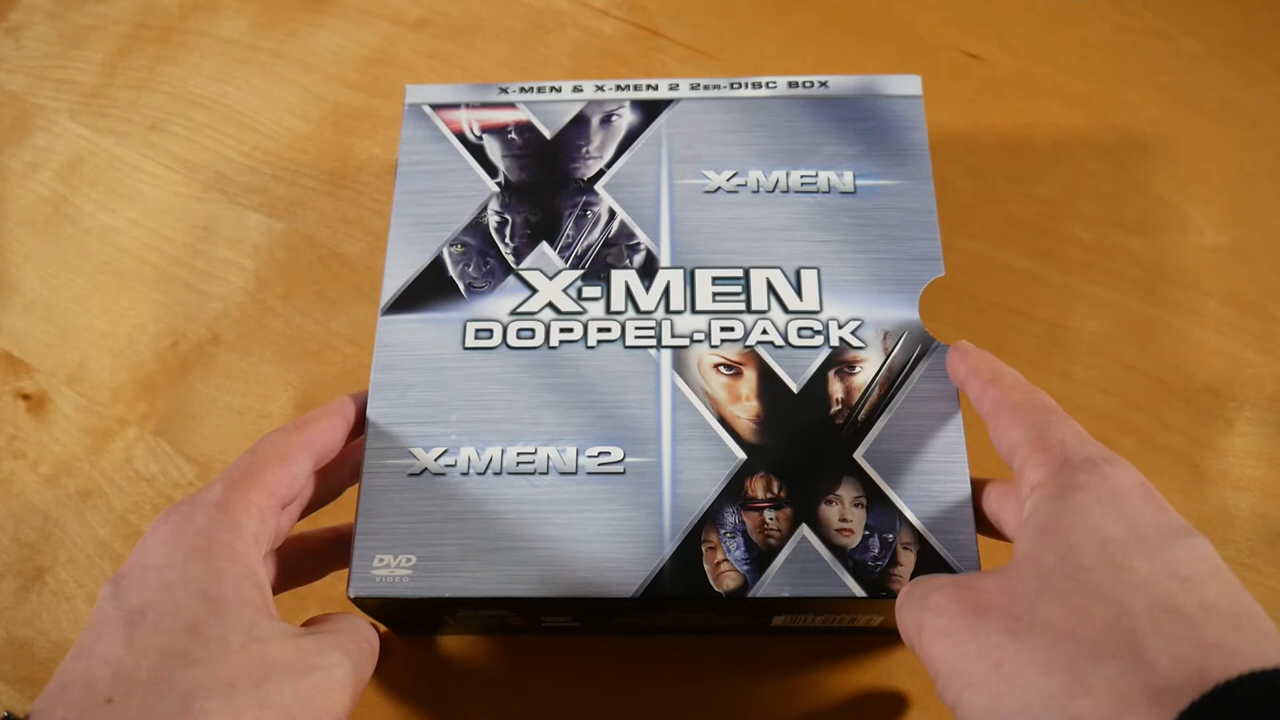 X-MEN & X-MEN 2 2ER-DISC BOX
X-MEN
X-MEN
DOPPEL-PACK
X-MEN 2
DVD
VIDEO